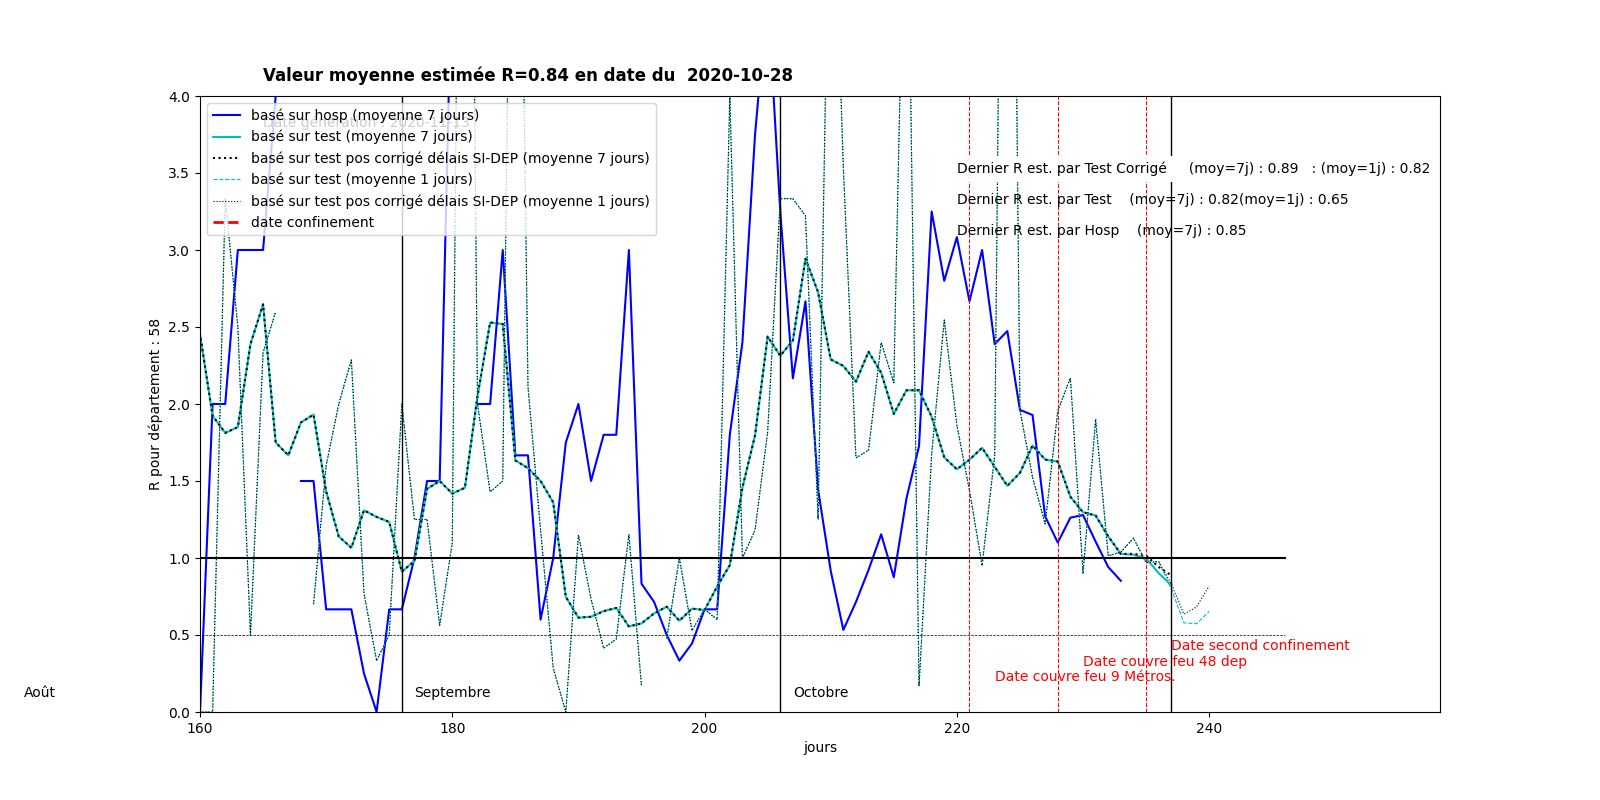 Valeur moyenne estimée R=0.84 en date du  2020-10-28
4.0
basé sur hosp (moyenne 7 jours)
basé sur test (moyenne 7 jours)
basé sur test pos corrigé délais SI-DEP (moyenne 7 jours)
basé sur test (moyenne 1 jours)
basé sur test pos corrigé délais SI-DEP (moyenne 1 jours)
date confinement
Dernier R est. par Test Corrigé (moy=7j) : 0.89 : (moy=1j) : 0.82
Dernier R est. par Test (moy=7j) : 0.82(moy=1j) : 0.65
Dernier R est. par Hosp (moy=7j) : 0.85
3.5
3.0
2.5
2.0
1.5
1.0
0.5
0.0
R pour département : 58
Date second confinement
Date couvre feu 48 dep
Date couvre feu 9 Métros.
Août
Septembre
Octobre
160
180
200
220
240
jours